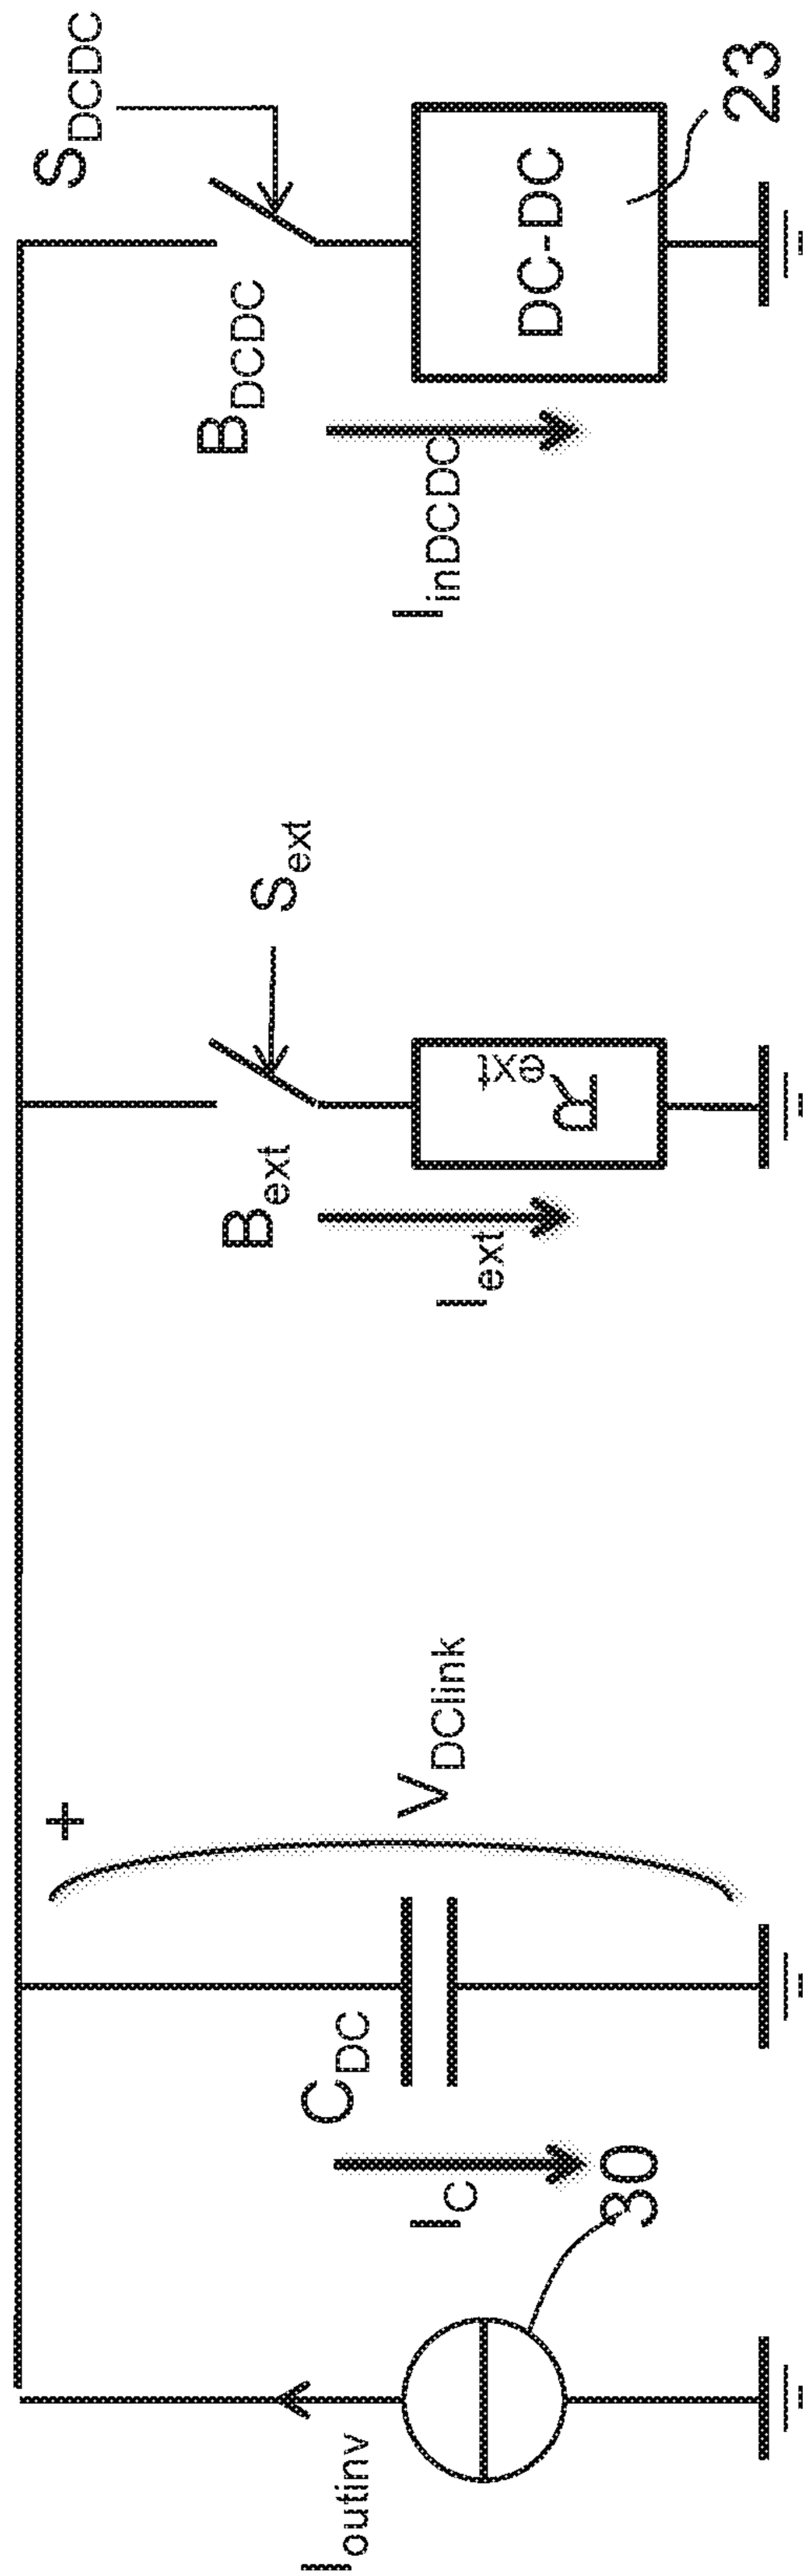 I_outinv
30
I_C
C_DC
+
V_DClink
I_ext
B_ext
S_ext
R_ext
I_inDCDC
B_DCDC
S_DCDC
DC-DC
23